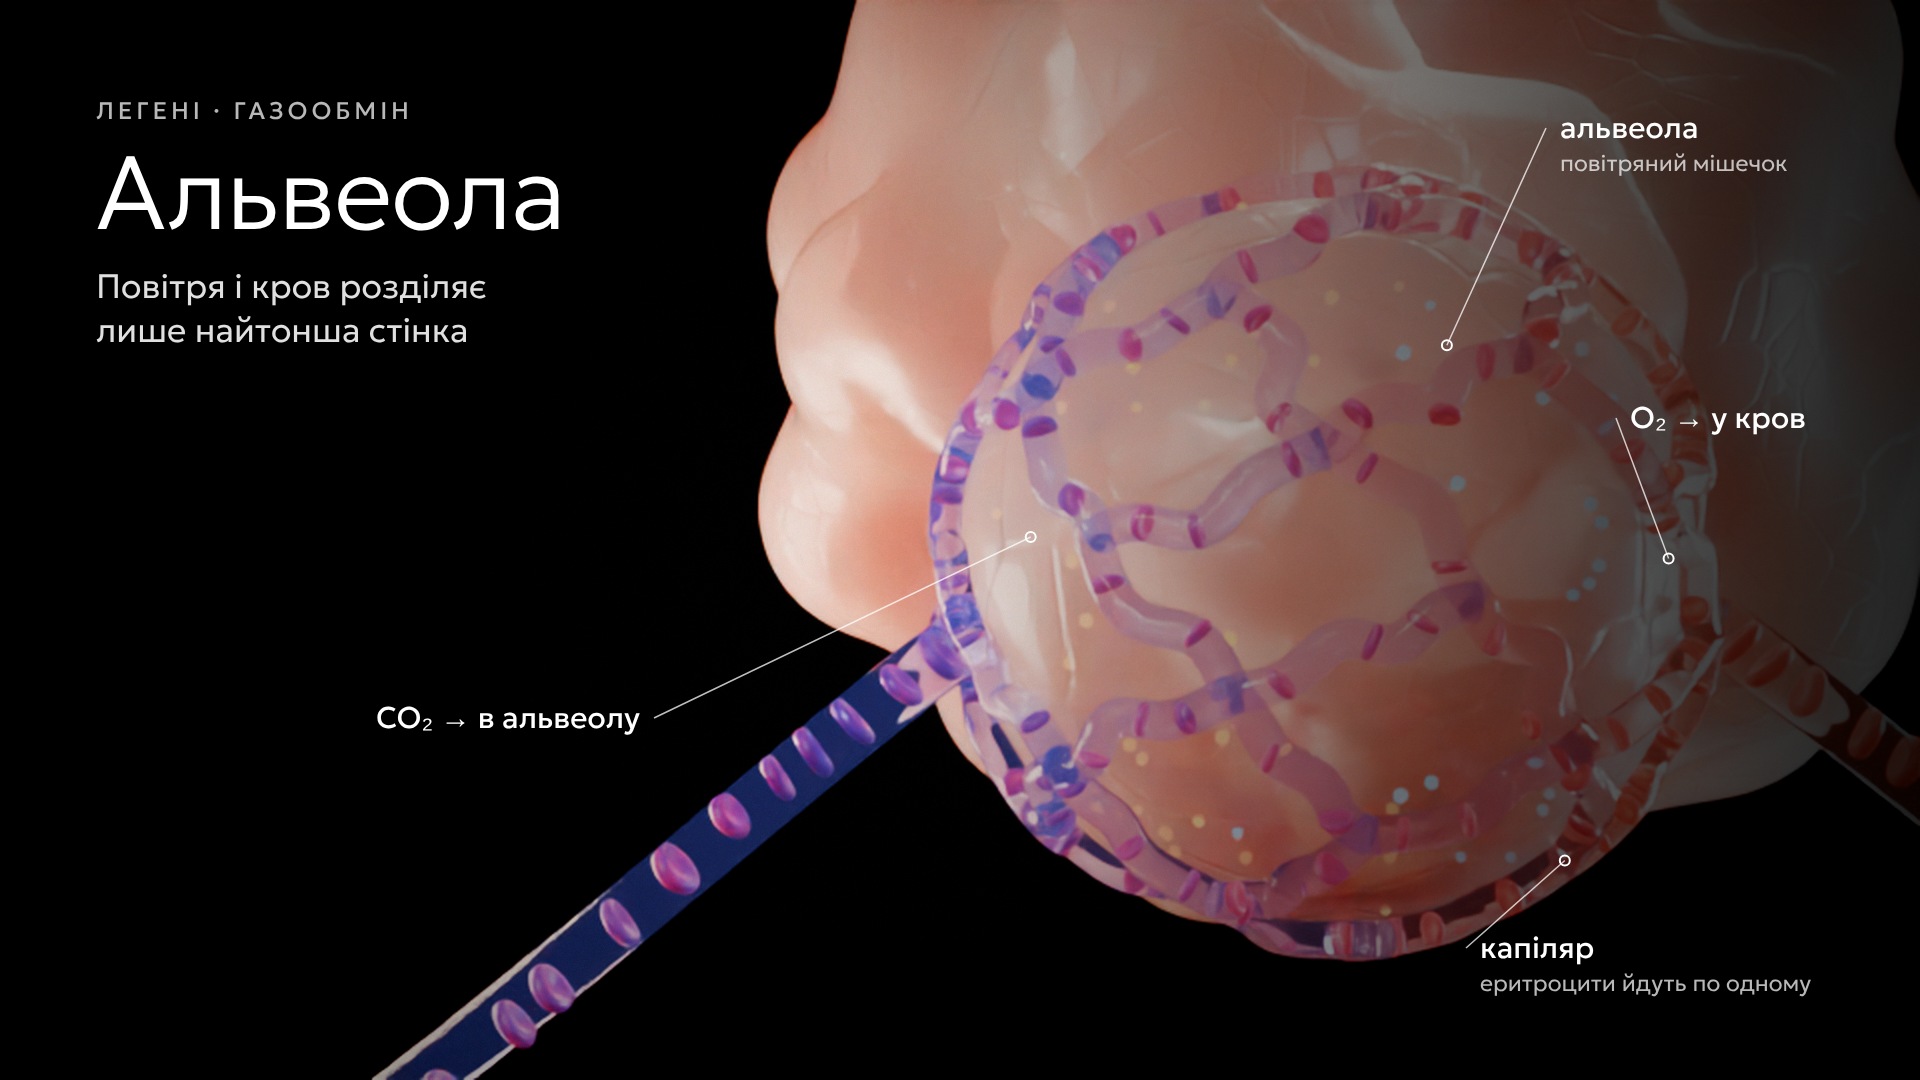 ЛЕГЕНІ · ГАЗООБМІН
Альвеола
Повітря і кров розділяє
лише найтонша стінка
альвеола
повітряний мішечок
O₂ → у кров
CO₂ → в альвеолу
капіляр
еритроцити йдуть по одному